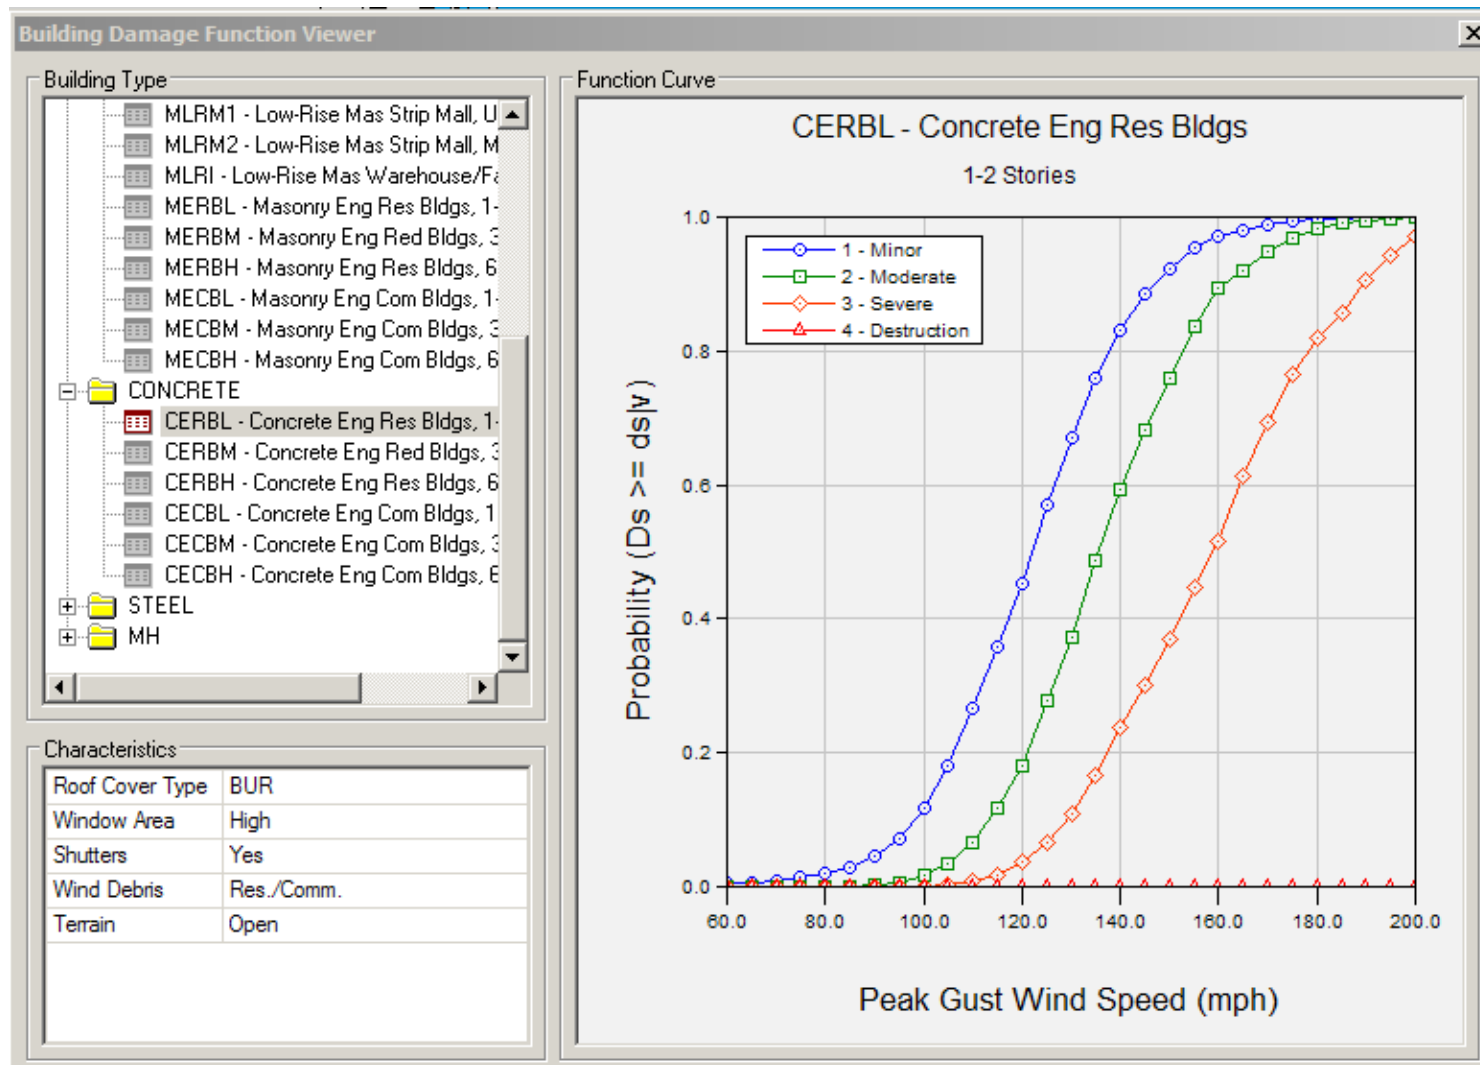 Building Damage Function Viewer
Building Type
MLRM1 - Low-Rise Mas Strip Mall, U
MLRM2 - Low-Rise Mas Strip Mall, M
MLRI - Low-Rise Mas Warehouse/Fa
MERBL - Masonry Eng Res Bldgs, 1-
MERBM - Masonry Eng Red Bldgs, 3
MERBH - Masonry Eng Res Bldgs, 6
MECBL - Masonry Eng Com Bldgs, 1-
MECBM - Masonry Eng Com Bldgs, 3
MECBH - Masonry Eng Com Bldgs, 6
CONCRETE
CERBL - Concrete Eng Res Bldgs, 1-
CERBM - Concrete Eng Red Bldgs, 3
CERBH - Concrete Eng Res Bldgs, 6
CECBL - Concrete Eng Com Bldgs, 1
CECBM - Concrete Eng Com Bldgs, 3
CECBH - Concrete Eng Com Bldgs, 6
STEEL
MH
Characteristics
Roof Cover Type BUR
Window Area High
Shutters Yes
Wind Debris Res./Comm.
Terrain Open
Function Curve
CERBL - Concrete Eng Res Bldgs
1-2 Stories
1 - Minor
2 - Moderate
3 - Severe
4 - Destruction
Probability (Ds >= ds|v)
1.0
0.8
0.6
0.4
0.2
0.0
60.0 80.0 100.0 120.0 140.0 160.0 180.0 200.0
Peak Gust Wind Speed (mph)